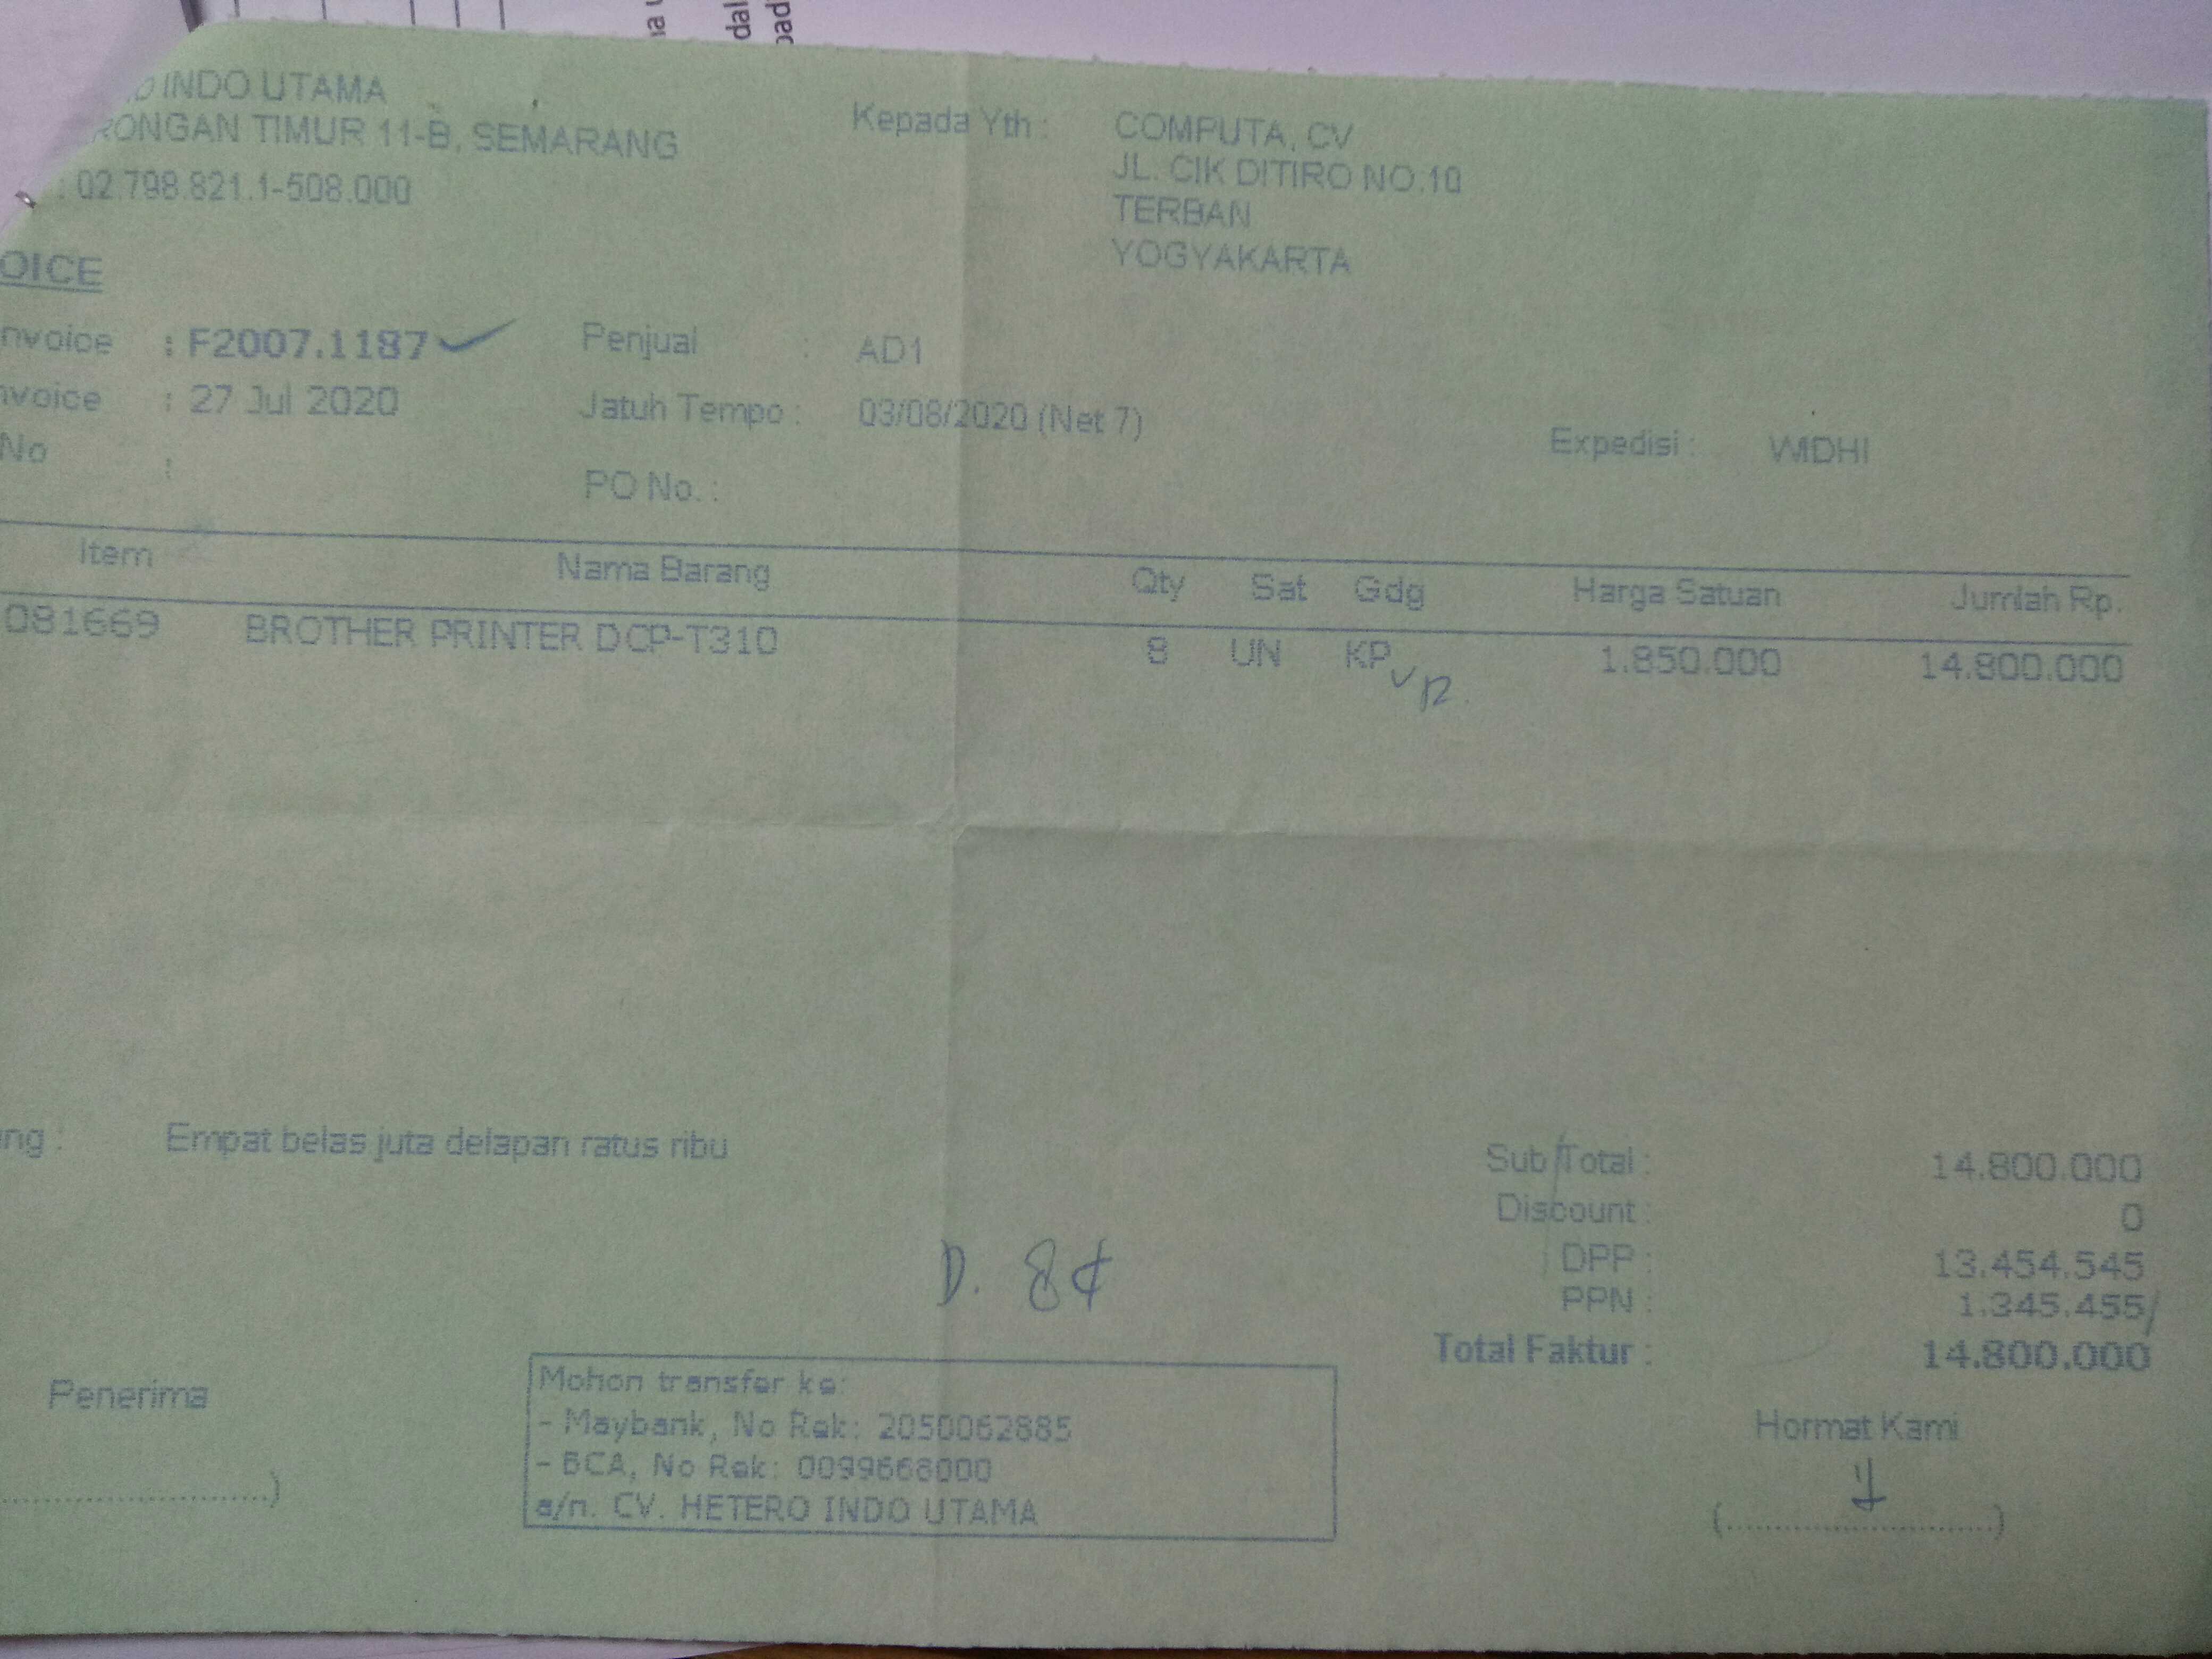 INDO UTAMA
RONGAN TIMUR 11-B, SEMARANG
: 02.798.821.1-508.000
Kepada Yth : COMPUTA, CV
JL. CIK DITIRO NO.10
TERBAN
YOGYAKARTA
OICE
nvoice : F2007.1187 Penjual : AD1
nvoice : 27 Jul 2020 Jatuh Tempo : 03/08/2020 (Net 7)
No : PO No. : Expedisi : WIDHI
Item Nama Barang Qty Sat Gdg Harga Satuan Jumlah Rp.
081669 BROTHER PRINTER DCP-T310 8 UN KP 1.850.000 14.800.000
ng : Empat belas juta delapan ratus ribu
Sub Total : 14.800.000
Discount : 0
DPP : 13.454.545
PPN : 1.345.455
Total Faktur : 14.800.000
Penerima
Mohon transfer ke:
- Maybank, No Rek: 2050062885
- BCA, No Rek: 0099668000
a/n. CV. HETERO INDO UTAMA
Hormat Kami